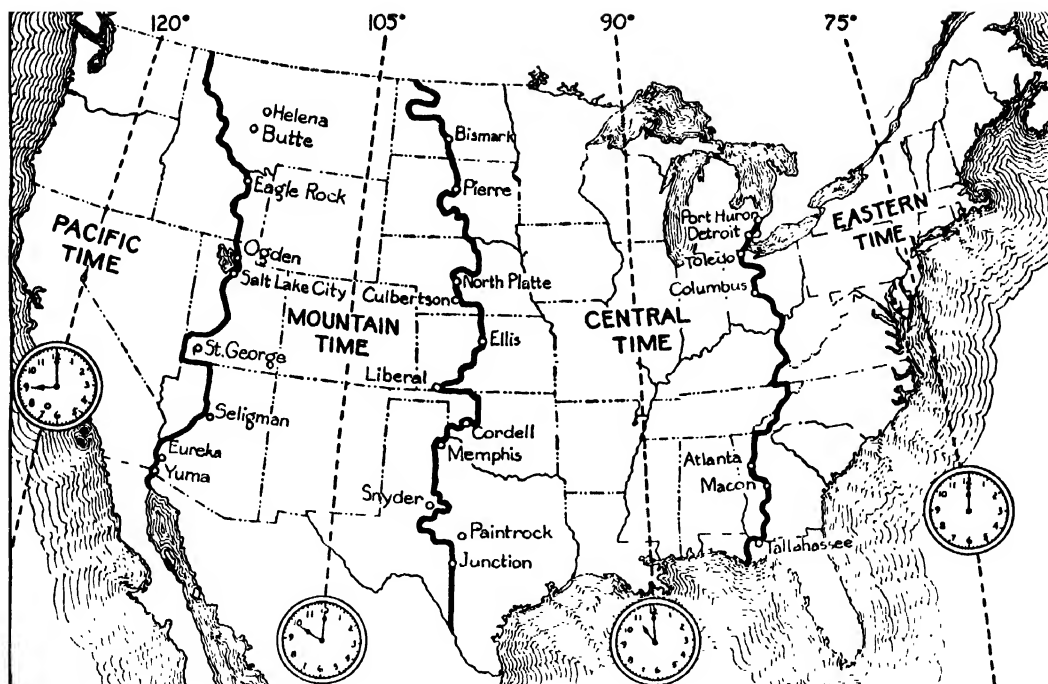 120°
105°
90°
75°
Helena
Butte
Bismark
Eagle Rock
Pierre
Port Huron
Detroit
EASTERN
TIME
PACIFIC
TIME
Ogden
Toledo
Salt Lake City
Culbertson
North Platte
Columbus
MOUNTAIN
TIME
CENTRAL
TIME
St. George
Ellis
Liberal
Seligman
Cordell
Memphis
Eureka
Yuma
Atlanta
Macon
Snyder
Paintrock
Tallahassee
Junction